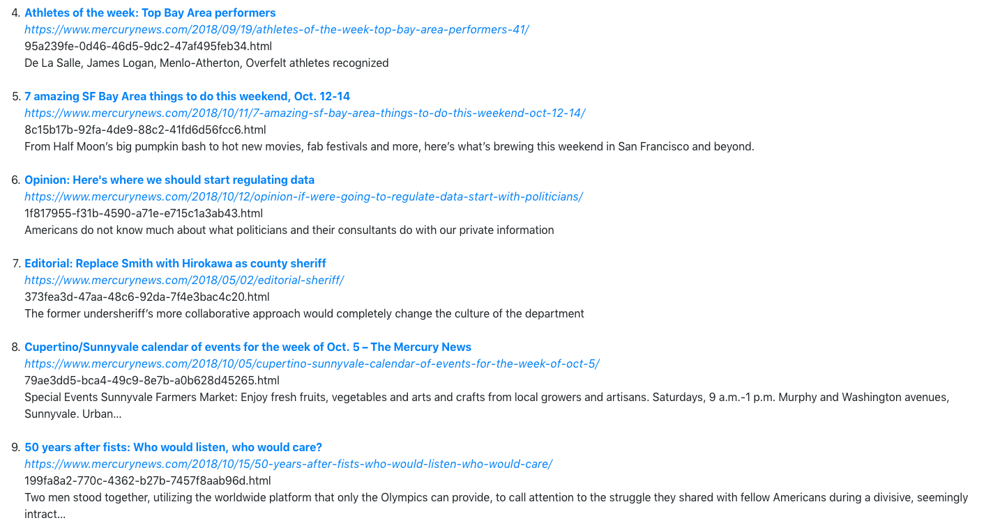 4. Athletes of the week: Top Bay Area performers
https://www.mercurynews.com/2018/09/19/athletes-of-the-week-top-bay-area-performers-41/
95a239fe-0d46-46d5-9dc2-47af495feb34.html
De La Salle, James Logan, Menlo-Atherton, Overfelt athletes recognized
5. 7 amazing SF Bay Area things to do this weekend, Oct. 12-14
https://www.mercurynews.com/2018/10/11/7-amazing-sf-bay-area-things-to-do-this-weekend-oct-12-14/
8c15b17b-92fa-4de9-88c2-41fd6d56fcc6.html
From Half Moon’s big pumpkin bash to hot new movies, fab festivals and more, here’s what’s brewing this weekend in San Francisco and beyond.
6. Opinion: Here's where we should start regulating data
https://www.mercurynews.com/2018/10/12/opinion-if-were-going-to-regulate-data-start-with-politicians/
1f817955-f31b-4590-a71e-e715c1a3ab43.html
Americans do not know much about what politicians and their consultants do with our private information
7. Editorial: Replace Smith with Hirokawa as county sheriff
https://www.mercurynews.com/2018/05/02/editorial-sheriff/
373fea3d-47aa-48c6-92da-7f4e3bac4c20.html
The former undersheriff’s more collaborative approach would completely change the culture of the department
8. Cupertino/Sunnyvale calendar of events for the week of Oct. 5 – The Mercury News
https://www.mercurynews.com/2018/10/05/cupertino-sunnyvale-calendar-of-events-for-the-week-of-oct-5/
79ae3dd5-bca4-49c9-8e7b-a0b628d45265.html
Special Events Sunnyvale Farmers Market: Enjoy fresh fruits, vegetables and arts and crafts from local growers and artisans. Saturdays, 9 a.m.-1 p.m. Murphy and Washington avenues,
Sunnyvale. Urban...
9. 50 years after fists: Who would listen, who would care?
https://www.mercurynews.com/2018/10/15/50-years-after-fists-who-would-listen-who-would-care/
199fa8a2-770c-4362-b27b-7457f8aab96d.html
Two men stood together, utilizing the worldwide platform that only the Olympics can provide, to call attention to the struggle they shared with fellow Americans during a divisive, seemingly
intract...